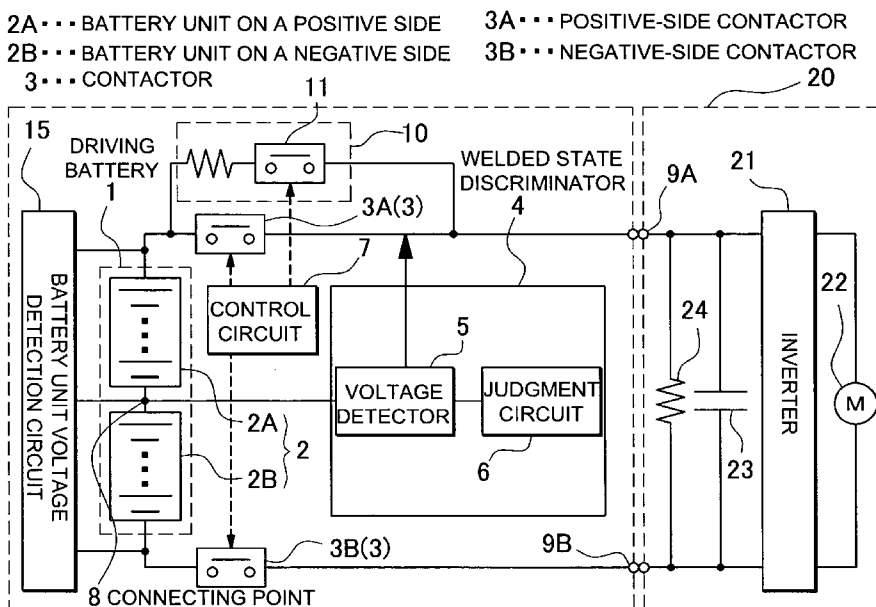 2A ••• BATTERY UNIT ON A POSITIVE SIDE
2B ••• BATTERY UNIT ON A NEGATIVE SIDE
3 ••• CONTACTOR
3A ••• POSITIVE-SIDE CONTACTOR
3B ••• NEGATIVE-SIDE CONTACTOR
20
11
10
15
DRIVING
BATTERY
1
WELDED STATE
DISCRIMINATOR
4
9A
21
3A(3)
7
CONTROL
CIRCUIT
22
5
24
BATTERY UNIT VOLTAGE
DETECTION CIRCUIT
VOLTAGE
DETECTOR
JUDGMENT
CIRCUIT
INVERTER
M
2A
2
2B
6
23
3B(3)
9B
8 CONNECTING POINT